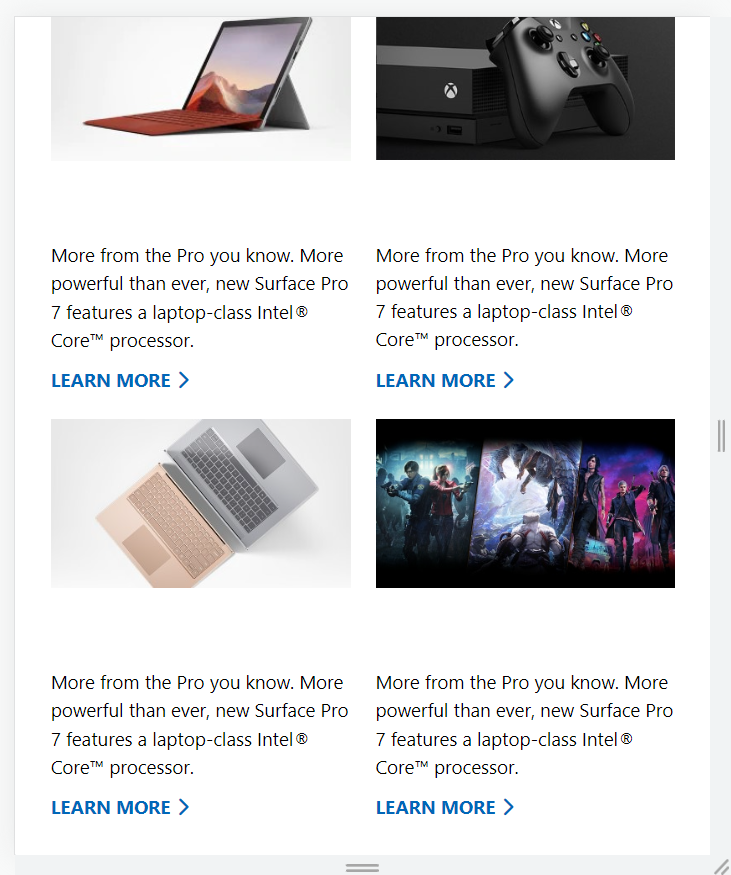 More from the Pro you know. More
powerful than ever, new Surface Pro
7 features a laptop-class Intel®
Core™ processor.
LEARN MORE
More from the Pro you know. More
powerful than ever, new Surface Pro
7 features a laptop-class Intel®
Core™ processor.
LEARN MORE
More from the Pro you know. More
powerful than ever, new Surface Pro
7 features a laptop-class Intel®
Core™ processor.
LEARN MORE
More from the Pro you know. More
powerful than ever, new Surface Pro
7 features a laptop-class Intel®
Core™ processor.
LEARN MORE